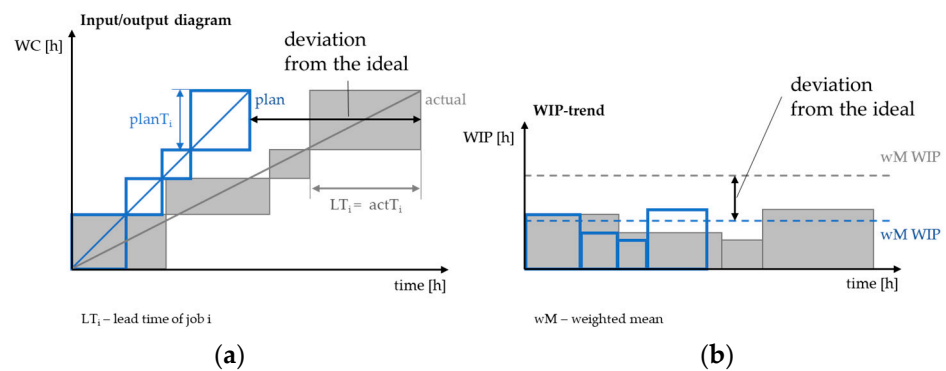 Input/output diagram
WC [h]
deviation
from the ideal
plan
actual
planTᵢ
LTᵢ= actTᵢ
time [h]
LTᵢ – lead time of job i
(a)
deviation
from the ideal
WIP-trend
WIP [h]
wM WIP
wM WIP
time [h]
wM – weighted mean
(b)